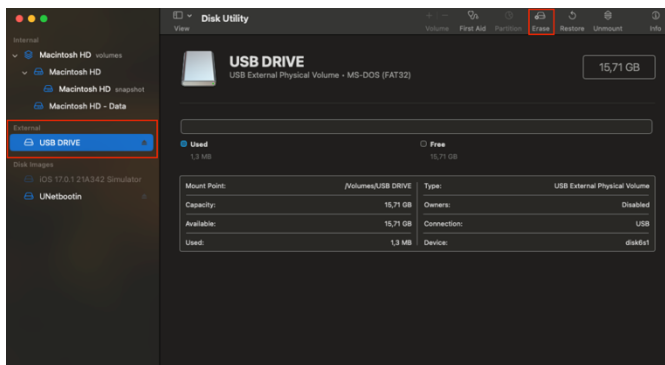 Disk Utility
View
Volume First Aid Partition Erase Restore Unmount Info
Internal
Macintosh HD volumes
Macintosh HD
Macintosh HD snapshot
Macintosh HD - Data
External
USB DRIVE
Disk Images
iOS 17.0.1 21A342 Simulator
UNetbootin
USB DRIVE
USB External Physical Volume • MS-DOS (FAT32)
15,71 GB
Used
1,3 MB
Free
15,71 GB
Mount Point: /Volumes/USB DRIVE
Type: USB External Physical Volume
Capacity: 15,71 GB
Owners: Disabled
Available: 15,71 GB
Connection: USB
Used: 1,3 MB
Device: disk6s1